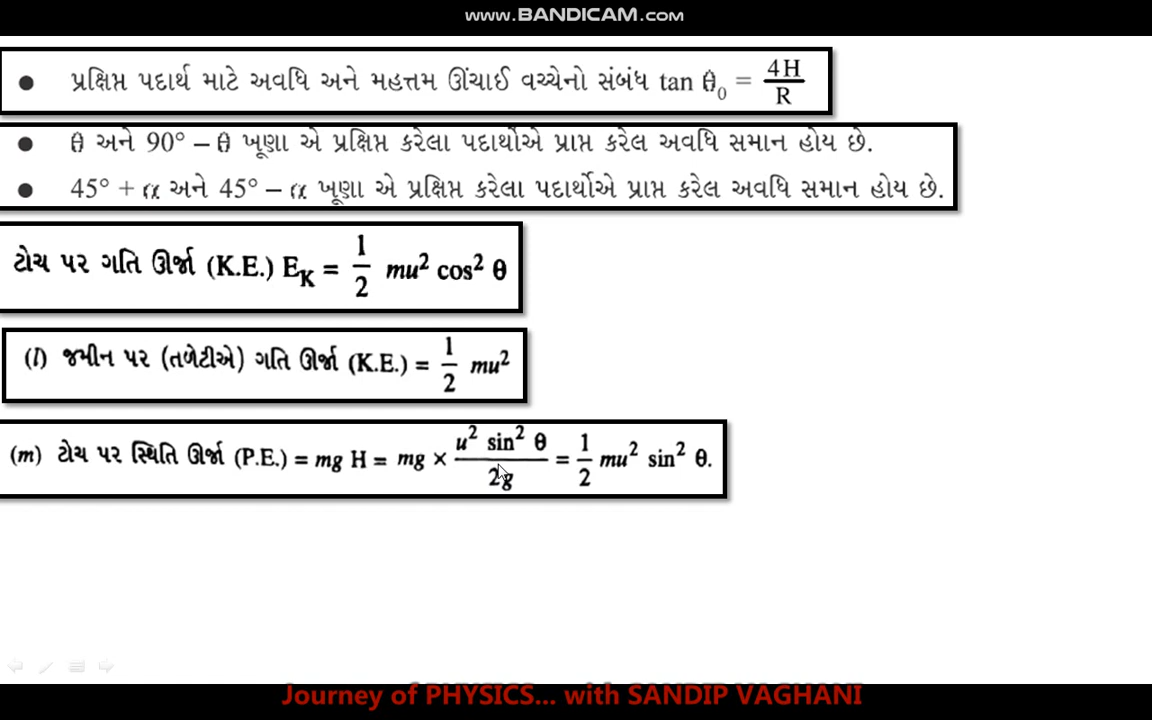 www.BANDICAM.com
● પ્રક્ષિપ્ત પદાર્થ માટે અવધિ અને મહત્તમ ઊંચાઈ વચ્ચેનો સંબંધ tan θ₀ = 4H/R
● θ અને 90° – θ ખૂણા એ પ્રક્ષિપ્ત કરેલા પદાર્થોએ પ્રાપ્ત કરેલ અવધિ સમાન હોય છે.
● 45° + α અને 45° – α ખૂણા એ પ્રક્ષિપ્ત કરેલા પદાર્થોએ પ્રાપ્ત કરેલ અવધિ સમાન હોય છે.
ટોચ પર ગતિ ઊર્જા (K.E.) E_K = 1/2 mu² cos² θ
(l) જમીન પર (તળેટીએ) ગતિ ઊર્જા (K.E.) = 1/2 mu²
(m) ટોચ પર સ્થિતિ ઊર્જા (P.E.) = mg H = mg × u² sin² θ/2g = 1/2 mu² sin² θ.
Journey of PHYSICS... with SANDIP VAGHANI